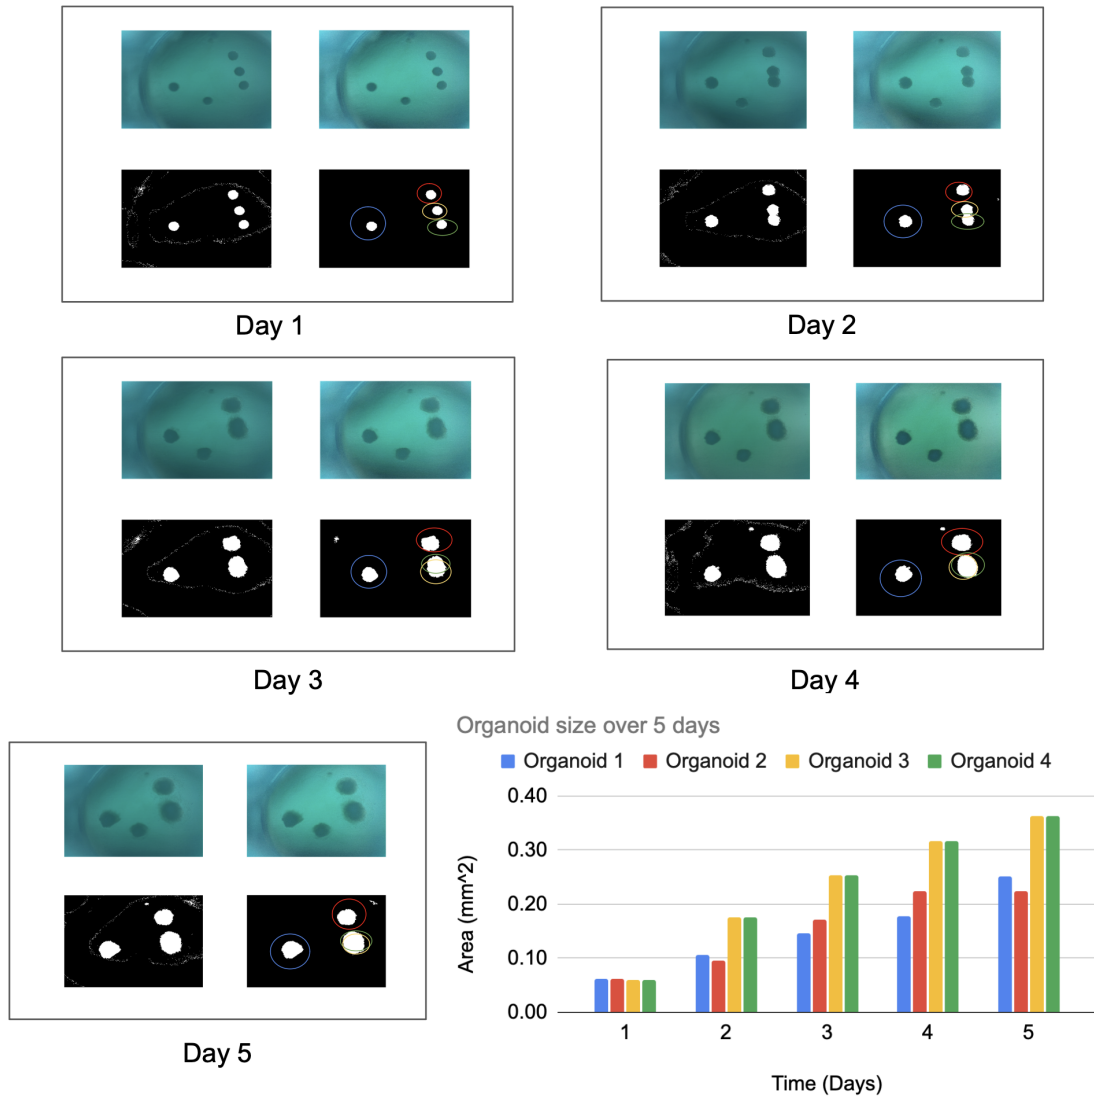 Day 1
Day 2
Day 3
Day 4
Organoid size over 5 days
Organoid 1 Organoid 2 Organoid 3 Organoid 4
0.40
0.30
0.20
0.10
0.00
Area (mm^2)
1 2 3 4 5
Time (Days)
Day 5